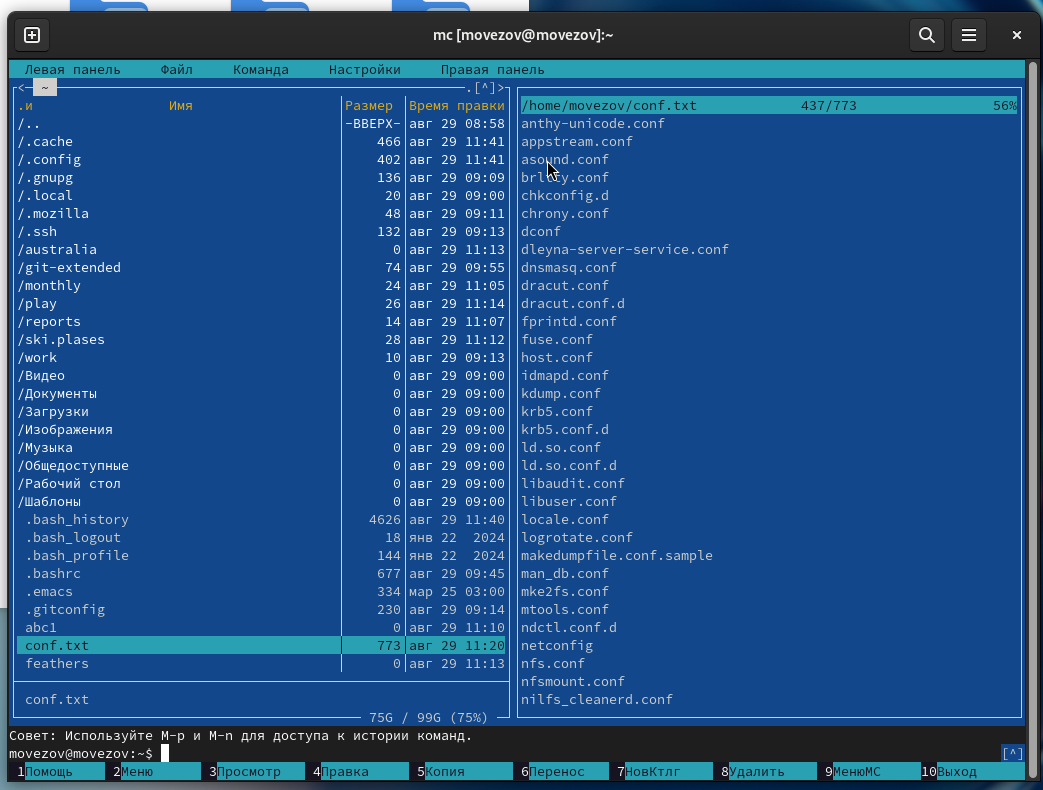 mc [movezov@movezov]:~
Левая панель Файл Команда Настройки Правая панель
<─ ~ .[^]>
.и Имя Размер Время правки
/.. -ВВЕРХ- авг 29 08:58
/.cache 466 авг 29 11:41
/.config 402 авг 29 11:41
/.gnupg 136 авг 29 09:09
/.local 20 авг 29 09:00
/.mozilla 48 авг 29 09:11
/.ssh 132 авг 29 09:13
/australia 0 авг 29 11:13
/git-extended 74 авг 29 09:55
/monthly 24 авг 29 11:05
/play 26 авг 29 11:14
/reports 14 авг 29 11:07
/ski.plases 28 авг 29 11:12
/work 10 авг 29 09:13
/Видео 0 авг 29 09:00
/Документы 0 авг 29 09:00
/Загрузки 0 авг 29 09:00
/Изображения 0 авг 29 09:00
/Музыка 0 авг 29 09:00
/Общедоступные 0 авг 29 09:00
/Рабочий стол 0 авг 29 09:00
/Шаблоны 0 авг 29 09:00
.bash_history 4626 авг 29 11:40
.bash_logout 18 янв 22 2024
.bash_profile 144 янв 22 2024
.bashrc 677 авг 29 09:45
.emacs 334 мар 25 03:00
.gitconfig 230 авг 29 09:14
abc1 0 авг 29 11:10
conf.txt 773 авг 29 11:20
feathers 0 авг 29 11:13
conf.txt
75G / 99G (75%)
/home/movezov/conf.txt 437/773 56%
anthy-unicode.conf
appstream.conf
asound.conf
brltty.conf
chkconfig.d
chrony.conf
dconf
dleyna-server-service.conf
dnsmasq.conf
dracut.conf
dracut.conf.d
fprintd.conf
fuse.conf
host.conf
idmapd.conf
kdump.conf
krb5.conf
krb5.conf.d
ld.so.conf
ld.so.conf.d
libaudit.conf
libuser.conf
locale.conf
logrotate.conf
makedumpfile.conf.sample
man_db.conf
mke2fs.conf
mtools.conf
ndctl.conf.d
netconfig
nfs.conf
nfsmount.conf
nilfs_cleanerd.conf
Совет: Используйте M-p и M-n для доступа к истории команд.
movezov@movezov:~$ [^]
1Помощь 2Меню 3Просмотр 4Правка 5Копия 6Перенос 7НовКтлг 8Удалить 9МенюМС 10Выход